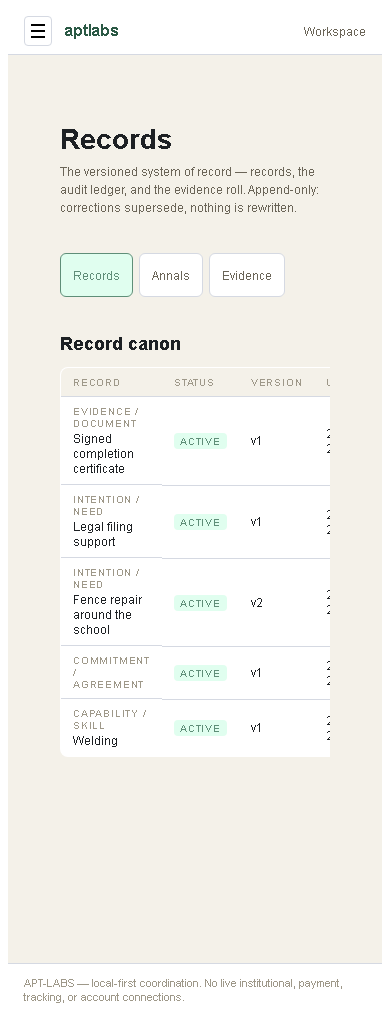 aptlabs
Workspace
Records
The versioned system of record — records, the
audit ledger, and the evidence roll. Append-only:
corrections supersede, nothing is rewritten.
Records Annals Evidence
Record canon
RECORD STATUS VERSION
EVIDENCE /
DOCUMENT
Signed
completion
certificate
ACTIVE v1
INTENTION /
NEED
Legal filing
support
ACTIVE v1
INTENTION /
NEED
Fence repair
around the
school
ACTIVE v2
COMMITMENT
/
AGREEMENT
ACTIVE v1
CAPABILITY /
SKILL
Welding
ACTIVE v1
APT-LABS — local-first coordination. No live institutional, payment,
tracking, or account connections.